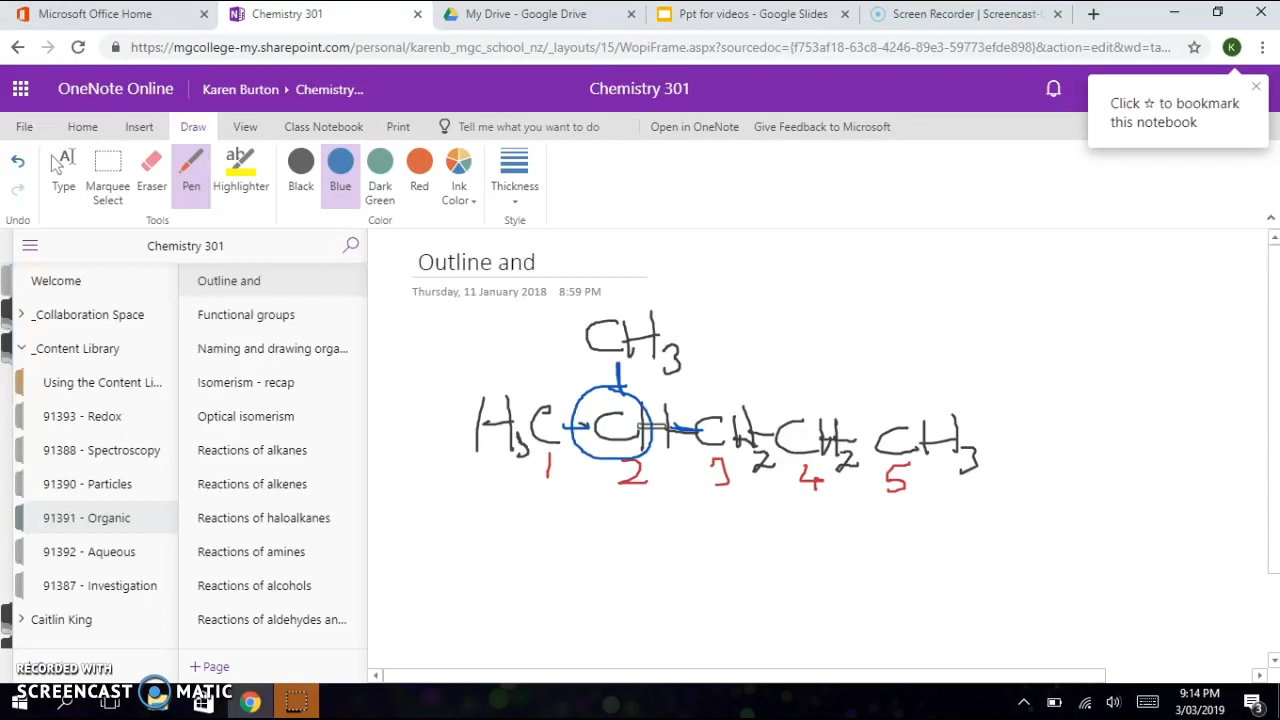 Microsoft Office Home
Chemistry 301
My Drive - Google Drive
Ppt for videos - Google Slides
Screen Recorder | Screencast-
https://mgcollege-my.sharepoint.com/personal/karenb_mgc_school_nz/_layouts/15/WopiFrame.aspx?sourcedoc={f753af18-63c8-4246-89e3-59773efde898}&action=edit&wd=ta...
K
OneNote Online
Karen Burton
Chemistry...
Chemistry 301
Click ☆ to bookmark
this notebook
File
Home
Insert
Draw
View
Class Notebook
Print
Tell me what you want to do
Open in OneNote
Give Feedback to Microsoft
Type
Marquee
Select
Eraser
Pen
Highlighter
Black
Blue
Dark
Green
Red
Ink
Color
Thickness
Undo
Tools
Color
Style
Chemistry 301
Welcome
_Collaboration Space
_Content Library
Using the Content Li...
91393 - Redox
91388 - Spectroscopy
91390 - Particles
91391 - Organic
91392 - Aqueous
91387 - Investigation
Caitlin King
Outline and
Functional groups
Naming and drawing orga...
Isomerism - recap
Optical isomerism
Reactions of alkanes
Reactions of alkenes
Reactions of haloalkanes
Reactions of amines
Reactions of alcohols
Reactions of aldehydes an...
+ Page
Outline and
Thursday, 11 January 2018 8:59 PM
CH3
H3C CH CH2 CH2 CH3
1 2 3 4 5
RECORDED WITH
SCREENCAST MATIC
9:14 PM
3/03/2019
3